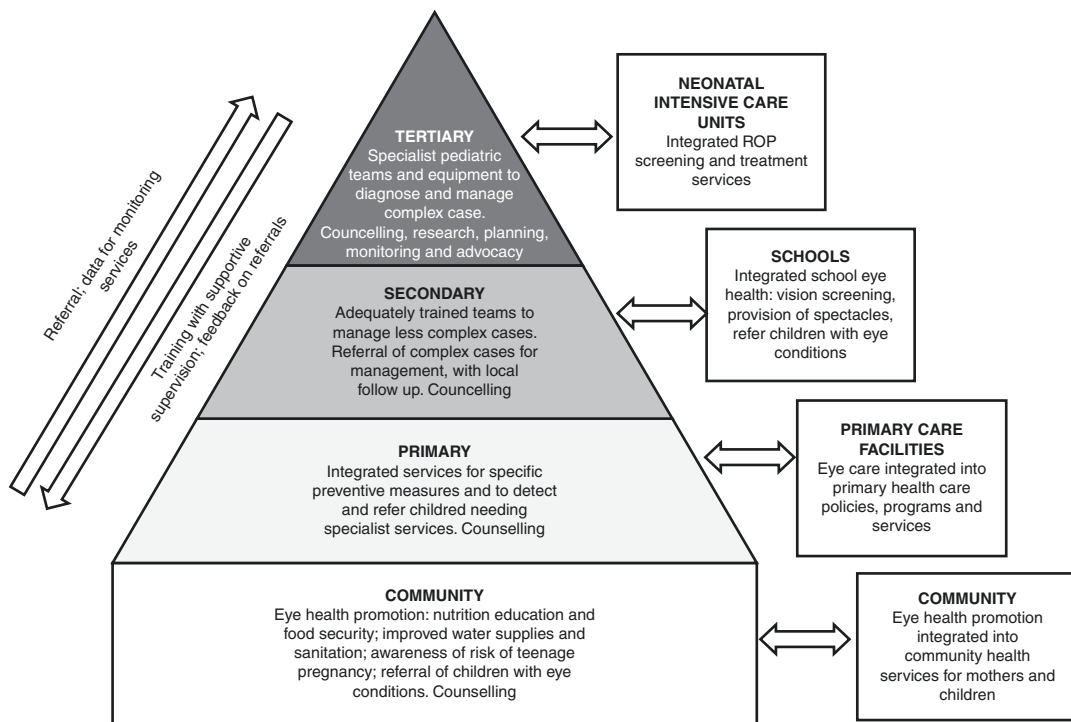 NEONATAL
INTENSIVE CARE
UNITS
Integrated ROP
screening and treatment
services
TERTIARY
Specialist pediatric
teams and equipment to
diagnose and manage
complex case.
Councelling, research, planning,
monitoring and advocacy
Referral; data for monitoring
services
Training with supportive
supervision; feedback on referrals
SCHOOLS
Integrated school eye
health: vision screening,
provision of spectacles,
refer children with eye
conditions
SECONDARY
Adequately trained teams to
manage less complex cases.
Referral of complex cases for
management, with local
follow up. Councelling
PRIMARY CARE
FACILITIES
Eye care integrated into
primary health care
policies, programs and
services
PRIMARY
Integrated services for specific
preventive measures and to detect
and refer childred needing
specialist services. Counselling
COMMUNITY
Eye health promotion: nutrition education and
food security; improved water supplies and
sanitation; awareness of risk of teenage
pregnancy; referral of children with eye
conditions. Counselling
COMMUNITY
Eye health promotion
integrated into
community health
services for mothers and
children